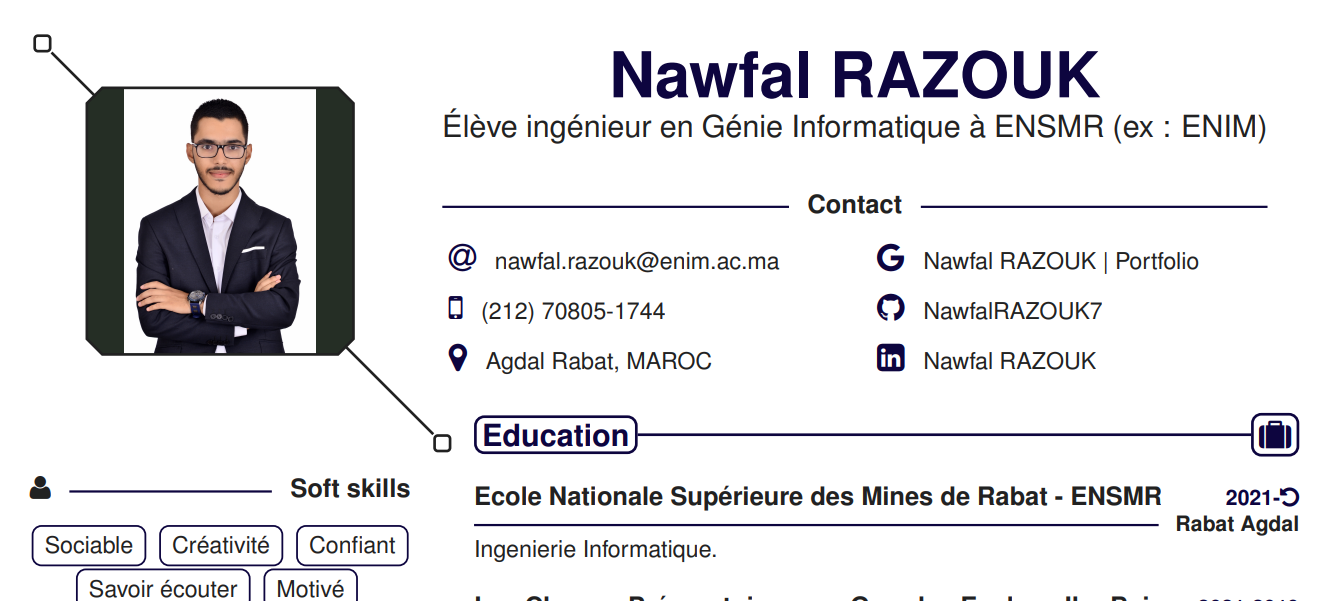 Nawfal RAZOUK
Élève ingénieur en Génie Informatique à ENSMR (ex : ENIM)
Contact
nawfal.razouk@enim.ac.ma
Nawfal RAZOUK | Portfolio
(212) 70805-1744
NawfalRAZOUK7
Agdal Rabat, MAROC
Nawfal RAZOUK
Education
Ecole Nationale Supérieure des Mines de Rabat - ENSMR
2021-
Rabat Agdal
Ingenierie Informatique.
Soft skills
Sociable Créativité Confiant
Savoir écouter Motivé